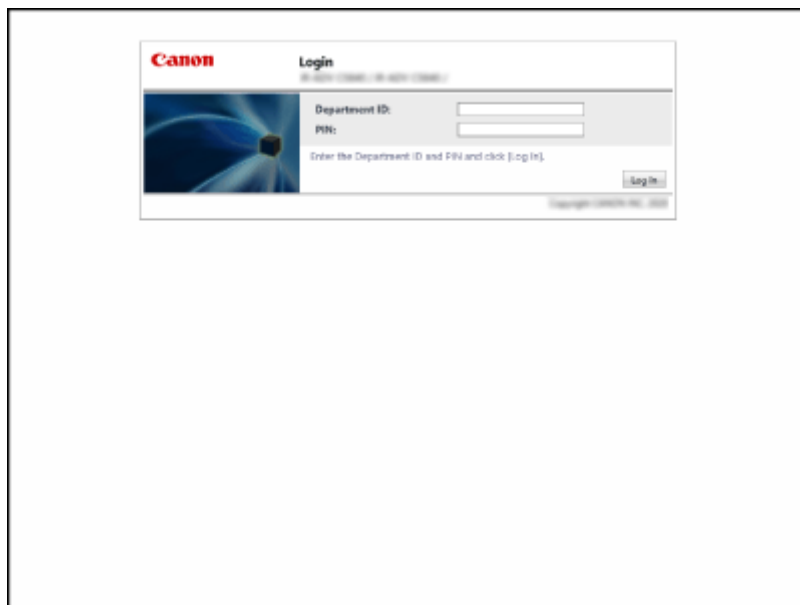 Canon
Login
Department ID:
PIN:
Enter the Department ID and PIN and click [Log In].
Log In